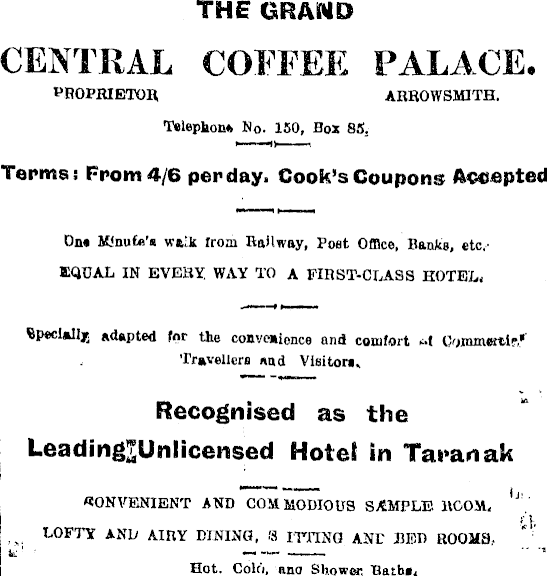 THE GRAND
CENTRAL COFFEE PALACE.
PROPRIETOR ARROWSMITH.
Telephone No. 150, Box 85.
Terms: From 4/6 per day. Cook's Coupons Accepted
One Minute's walk from Railway, Post Office, Banks, etc.
EQUAL IN EVERY WAY TO A FIRST-CLASS HOTEL.
Specially adapted for the convenience and comfort of Commercial
Travellers and Visitors.
Recognised as the
Leading Unlicensed Hotel in Taranak
CONVENIENT AND COMMODIOUS SAMPLE ROOM.
LOFTY AND AIRY DINING, SITTING AND BED ROOMS.
Hot, Cold, and Shower Baths.